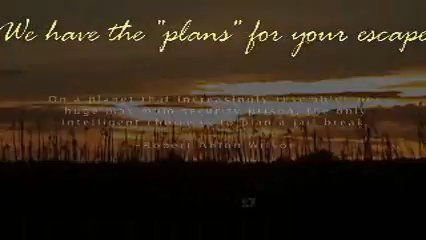 We have the "plans" for your escape
On a planet that increasingly resembles one
huge maximum security prison, the only
intelligent choice is to plan a jail break.
-Robert Anton Wilson